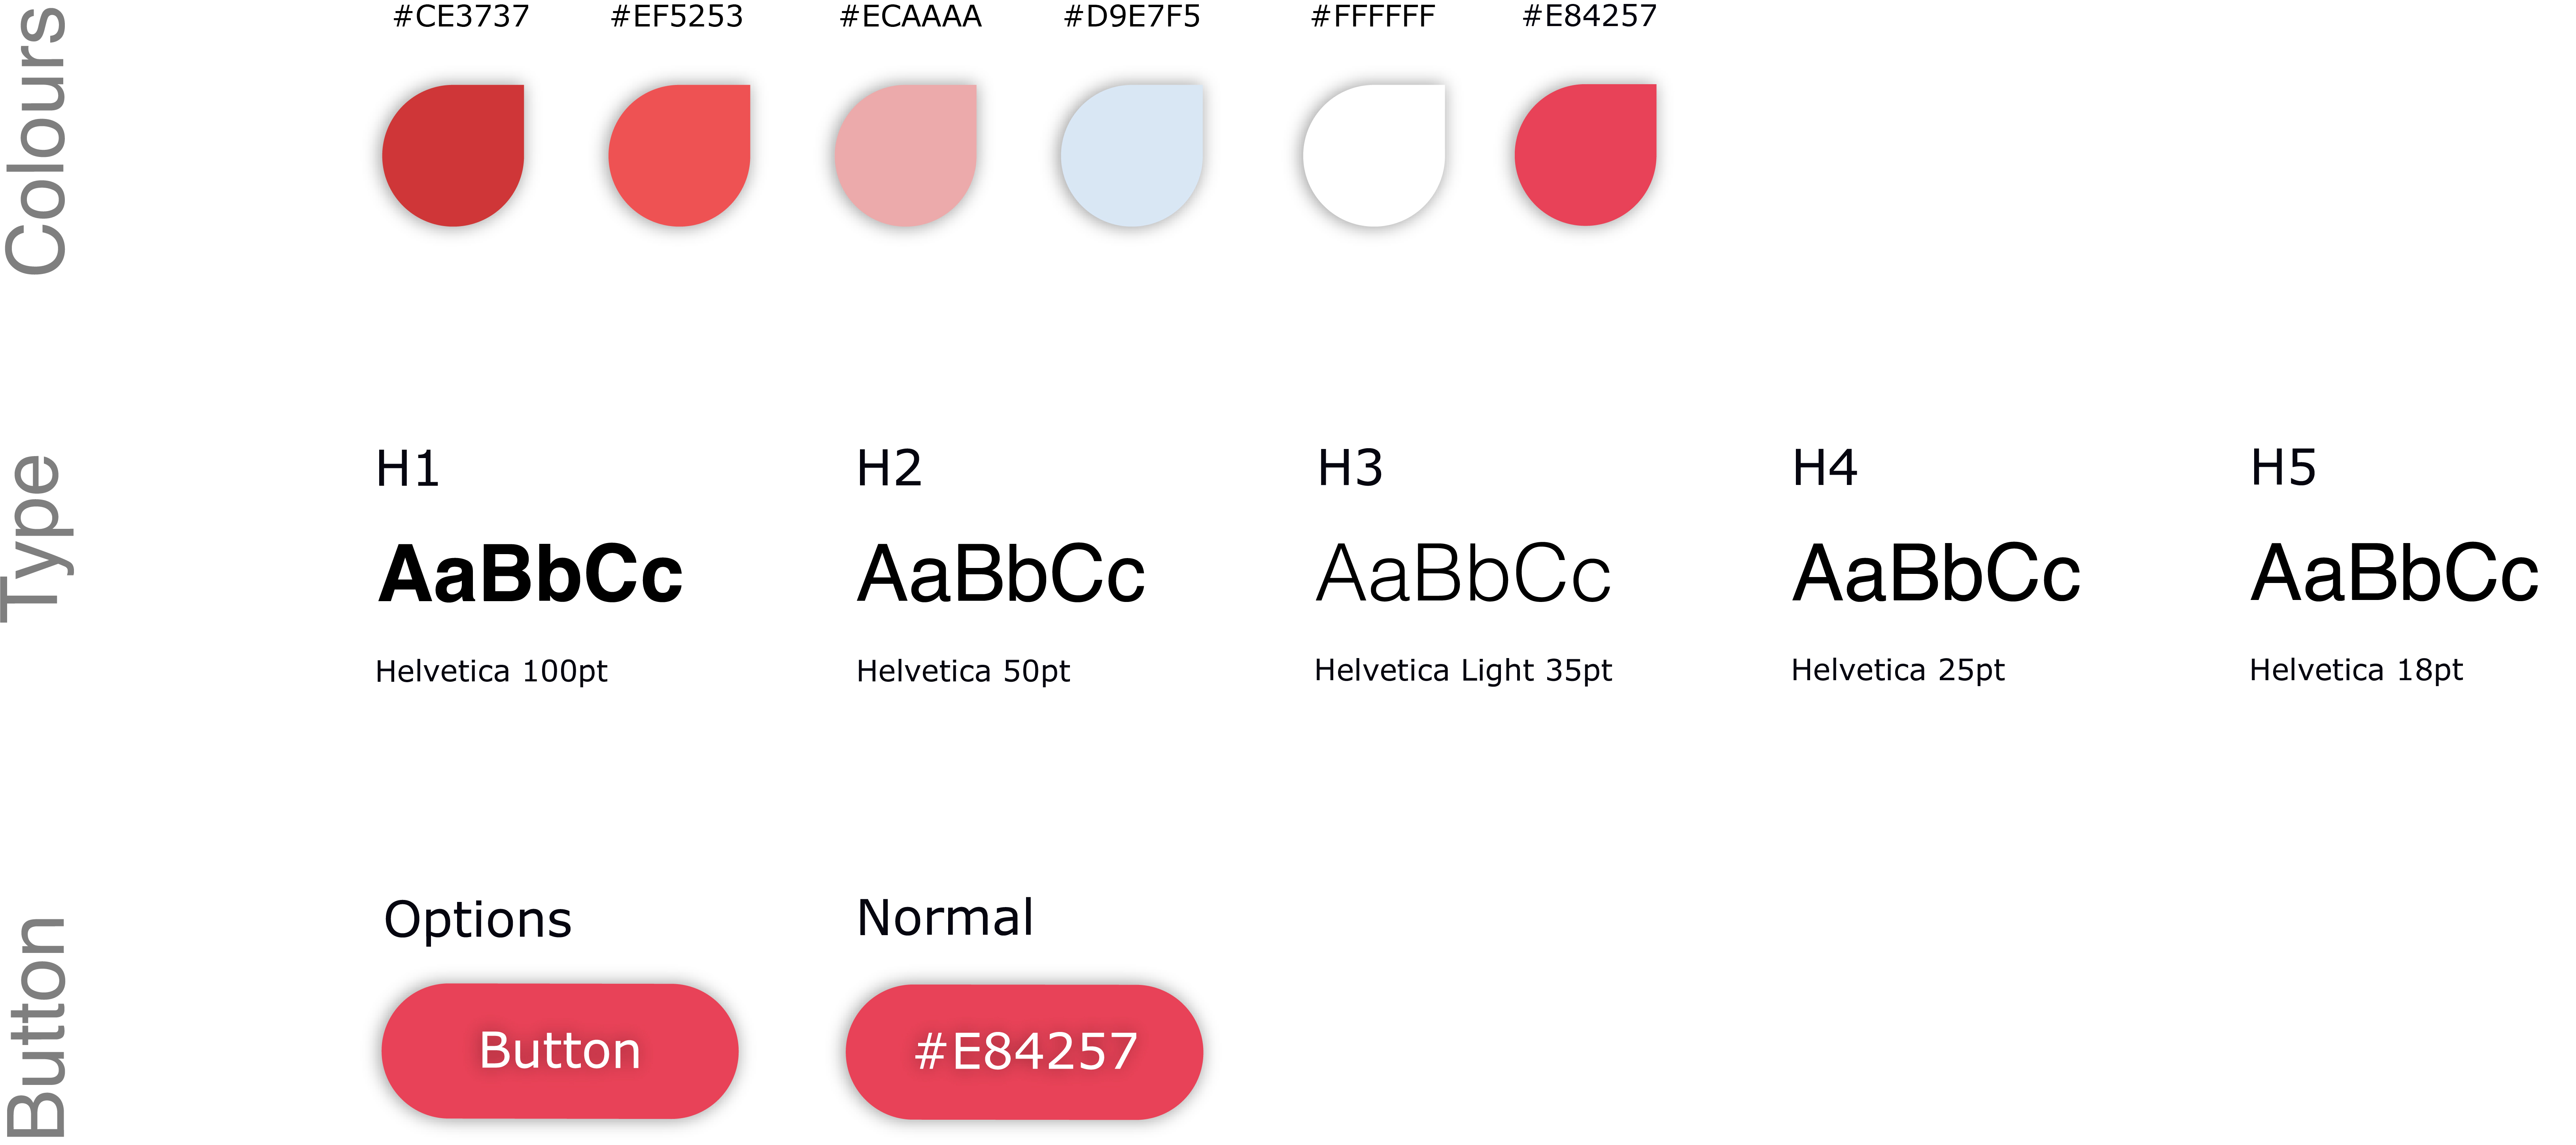 Colours
#CE3737 #EF5253 #ECAAAA #D9E7F5 #FFFFFF #E84257
Type
H1 H2 H3 H4 H5
AaBbCc AaBbCc AaBbCc AaBbCc AaBbCc
Helvetica 100pt Helvetica 50pt Helvetica Light 35pt Helvetica 25pt Helvetica 18pt
Button
Options Normal
Button #E84257